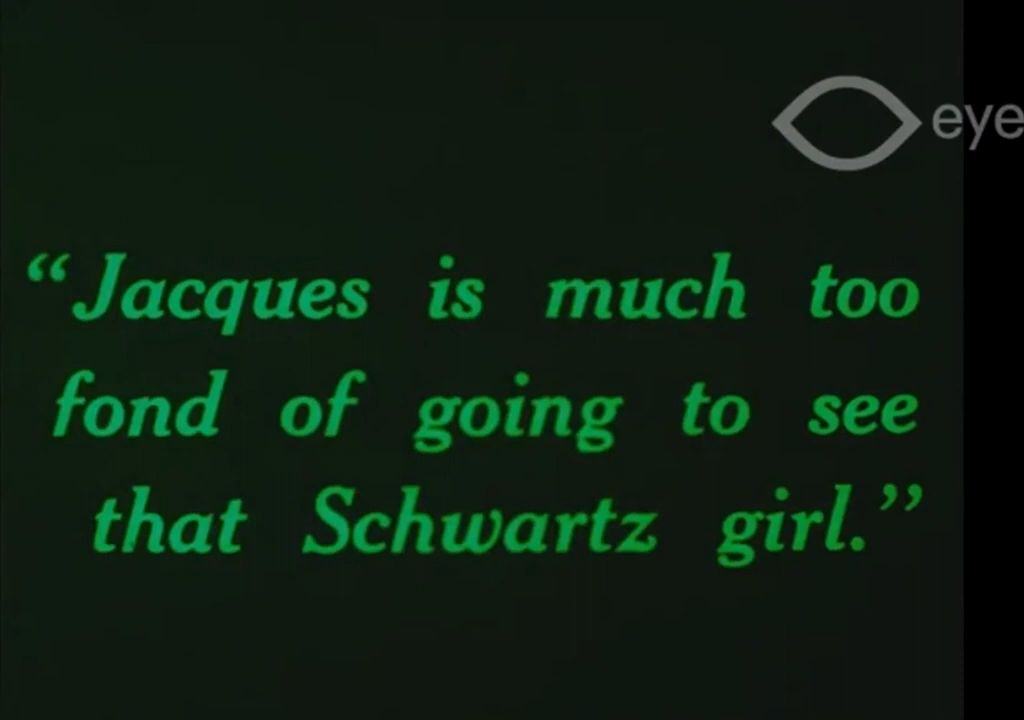 eye
“Jacques is much too
fond of going to see
that Schwartz girl.”